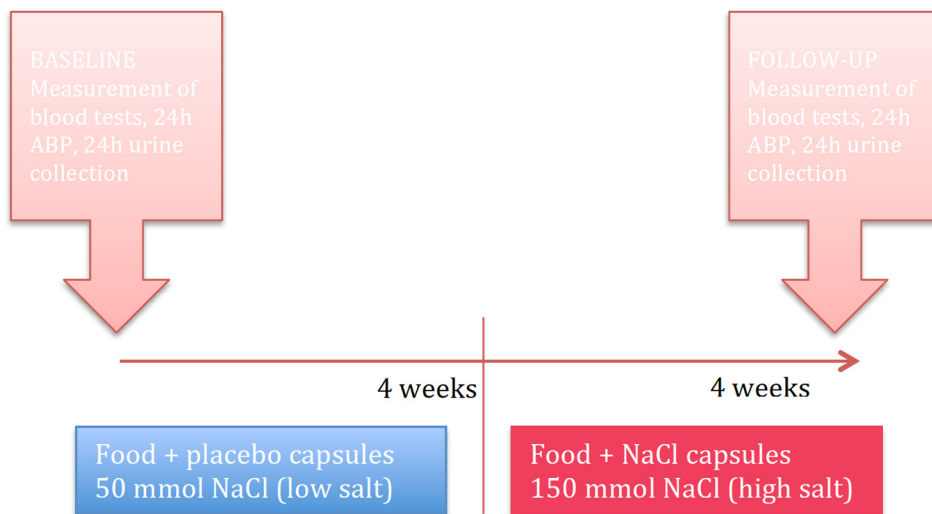 BASELINE
Measurement of
blood tests, 24h
ABP, 24h urine
collection
FOLLOW-UP
Measurement of
blood tests, 24h
ABP, 24h urine
collection
4 weeks
4 weeks
Food + placebo capsules
50 mmol NaCl (low salt)
Food + NaCl capsules
150 mmol NaCl (high salt)